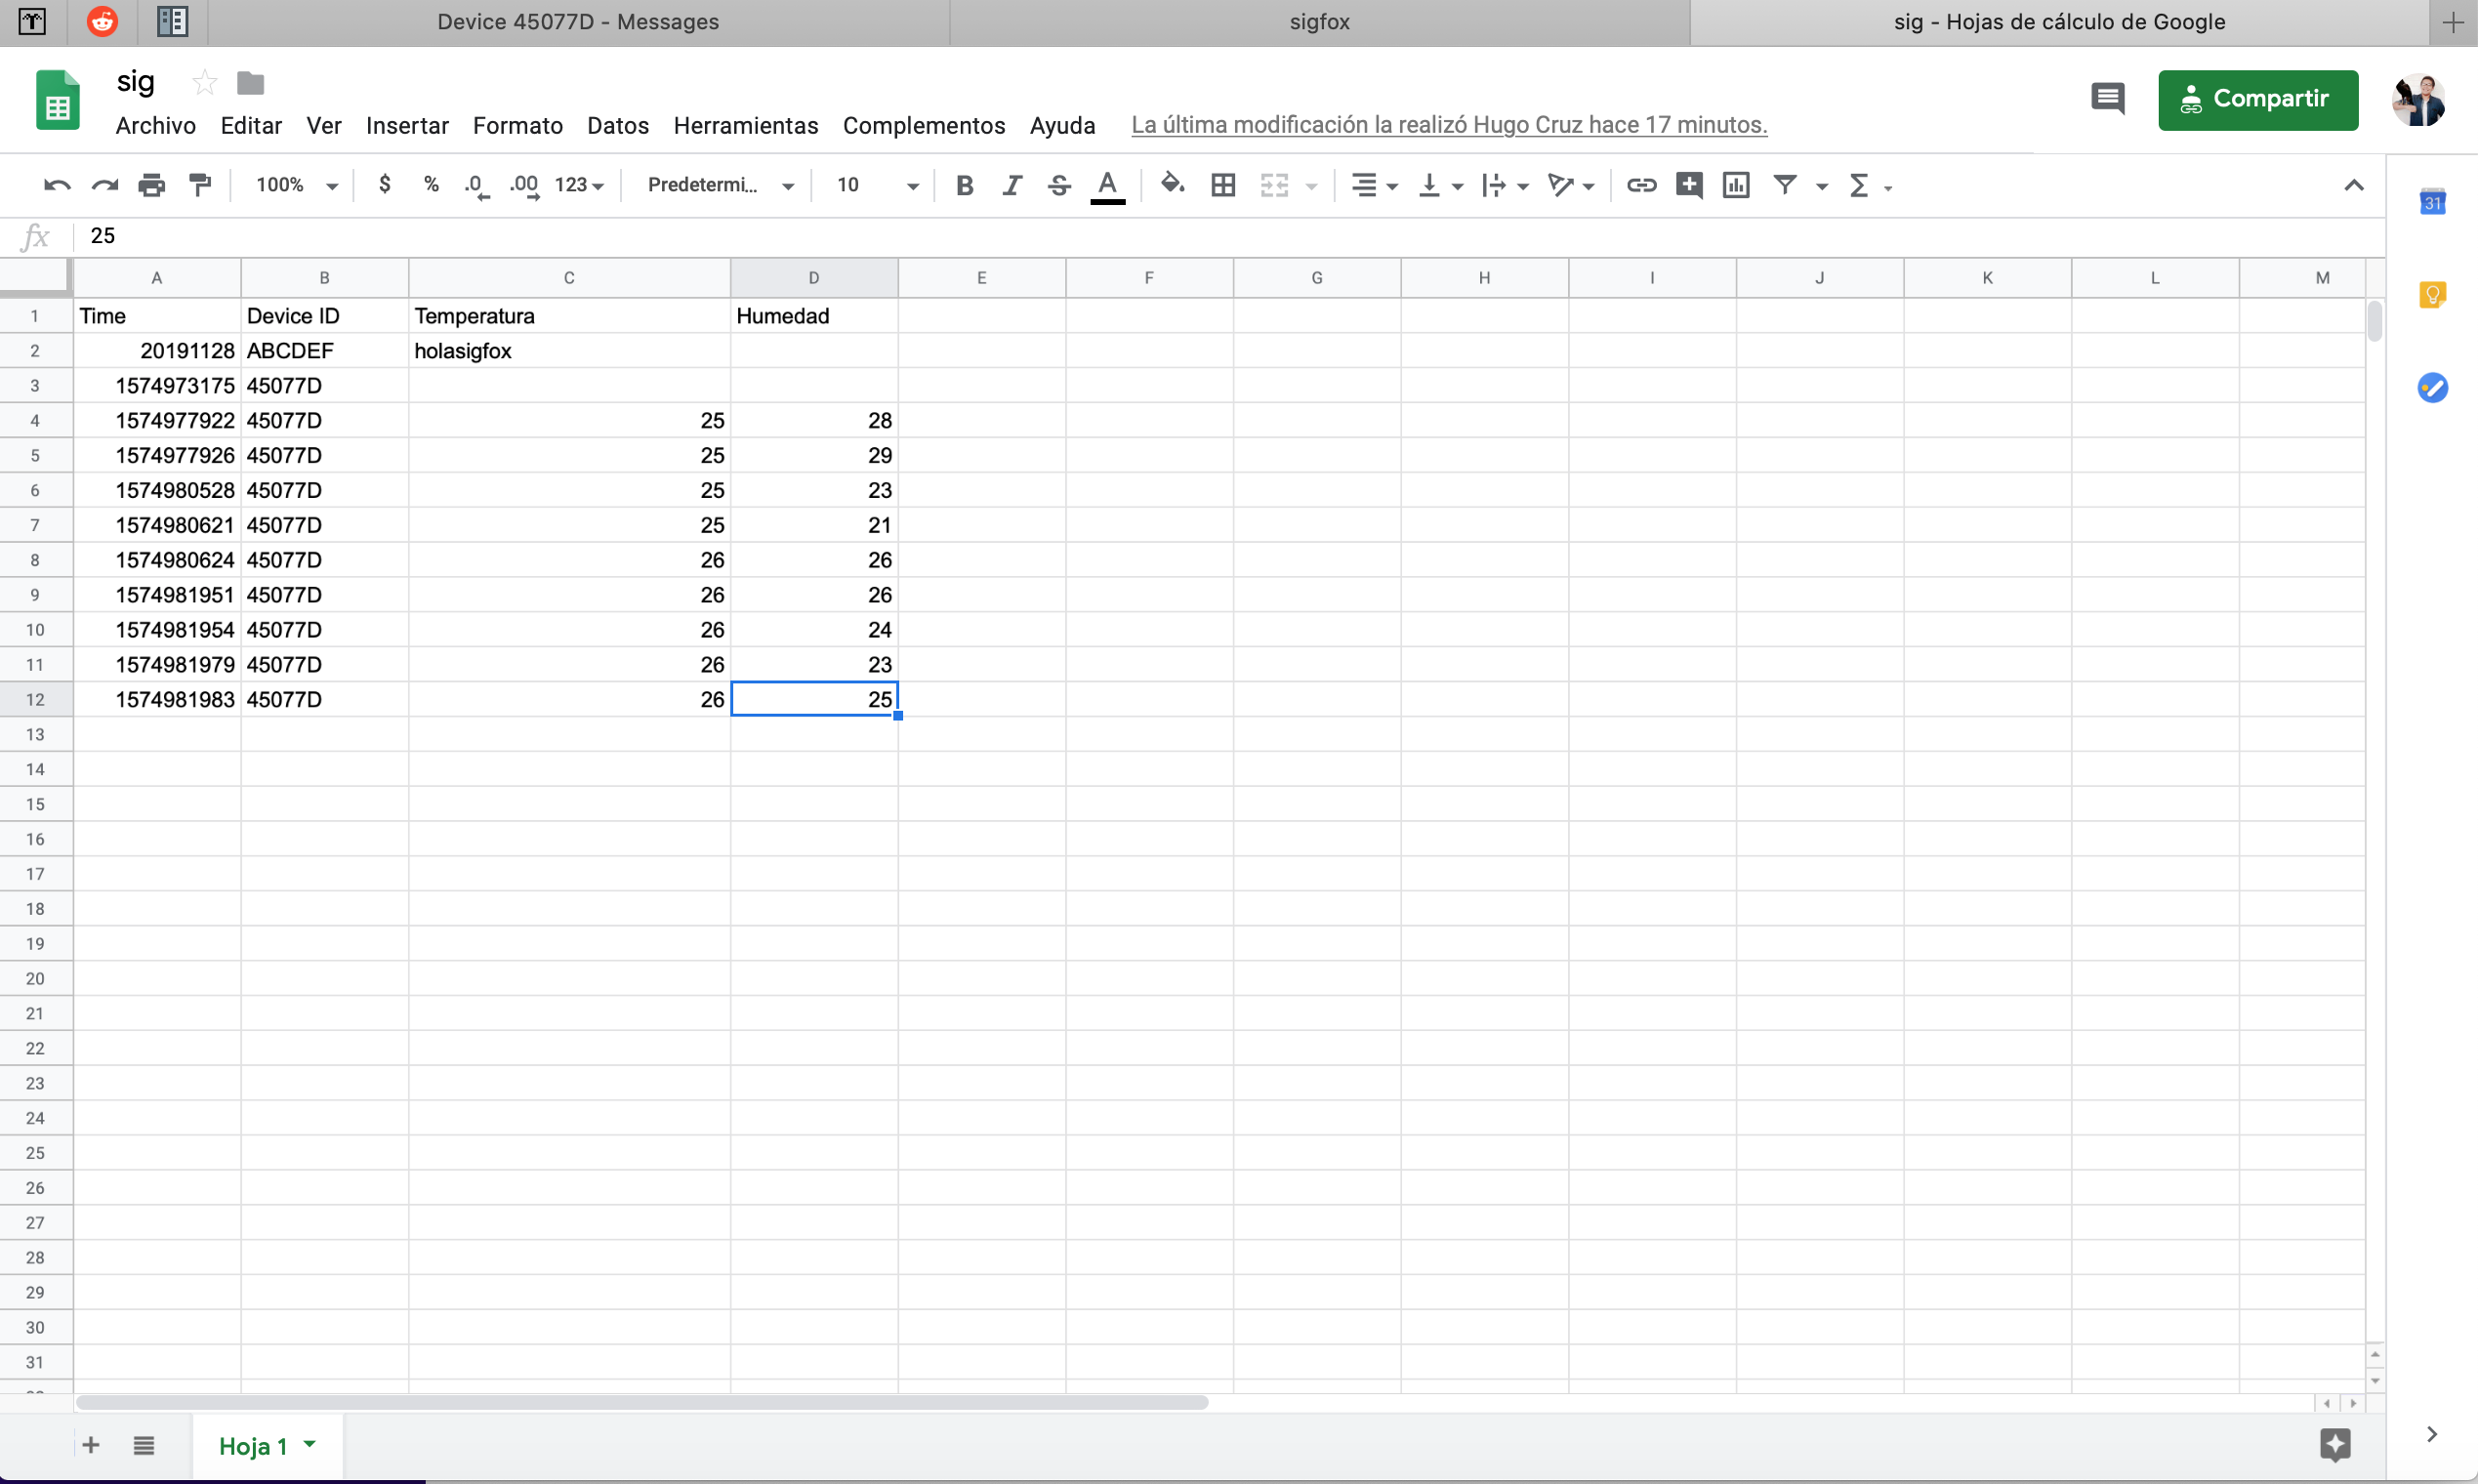 Device 45077D - Messages
sigfox
sig - Hojas de cálculo de Google
sig
Archivo Editar Ver Insertar Formato Datos Herramientas Complementos Ayuda La última modificación la realizó Hugo Cruz hace 17 minutos.
Compartir
100% $ % .0 .00 123 Predetermi... 10 B I S A Σ
31
fx 25
A B C D E F G H I J K L M
1 Time Device ID Temperatura Humedad
2 20191128 ABCDEF holasigfox
3 1574973175 45077D
4 1574977922 45077D 25 28
5 1574977926 45077D 25 29
6 1574980528 45077D 25 23
7 1574980621 45077D 25 21
8 1574980624 45077D 26 26
9 1574981951 45077D 26 26
10 1574981954 45077D 26 24
11 1574981979 45077D 26 23
12 1574981983 45077D 26 25
13
14
15
16
17
18
19
20
21
22
23
24
25
26
27
28
29
30
31
Hoja 1